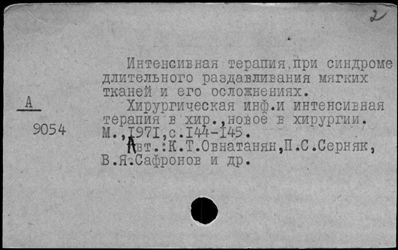 2
Интенсивная терапия,при синдроме
длительного раздавливания мягких
тканей и его осложнениях.
Хирургическая инф.и интенсивная
терапия в хир.,новое в хирургии.
М.,1971,с.144-145.
Авт.:К.Т.Овнатанян,П.С.Серняк,
В.Я.Сафронов и др.
А
9054